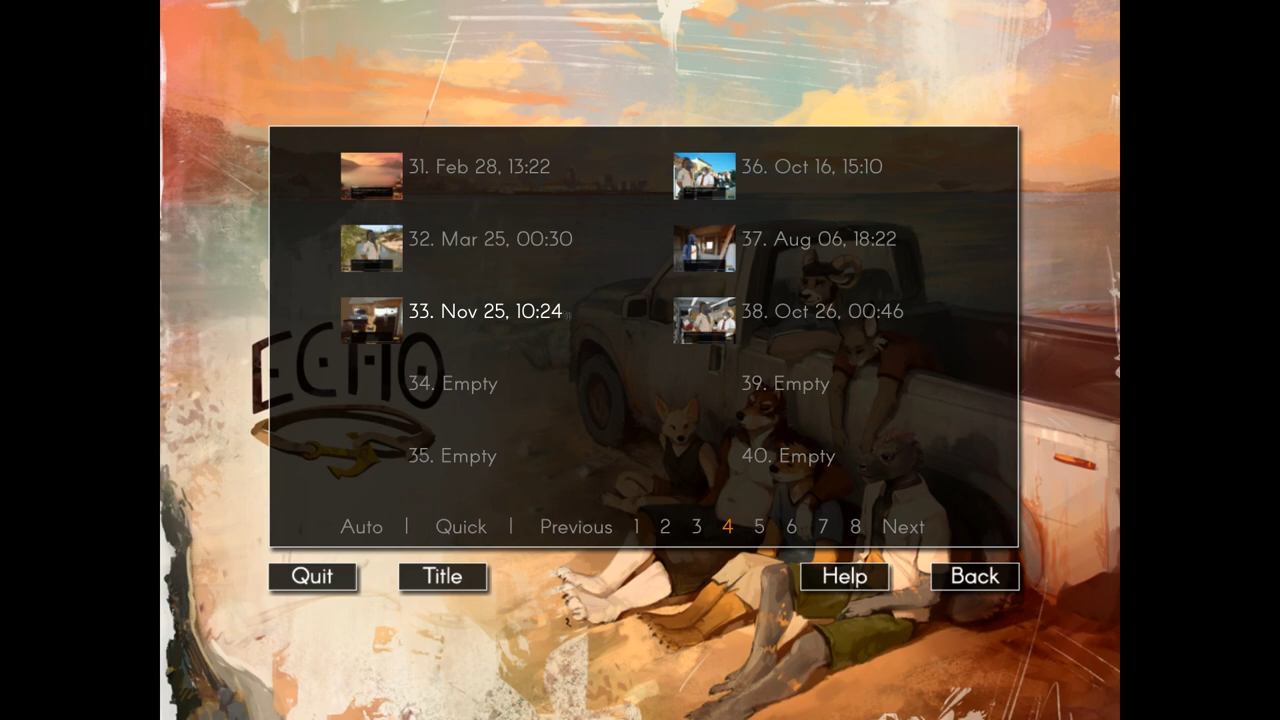 31. Feb 28, 13:22
36. Oct 16, 15:10
32. Mar 25, 00:30
37. Aug 06, 18:22
33. Nov 25, 10:24
38. Oct 26, 00:46
ECHO
34. Empty
39. Empty
35. Empty
40. Empty
Auto | Quick | Previous 1 2 3 4 5 6 7 8 Next
Quit Title Help Back